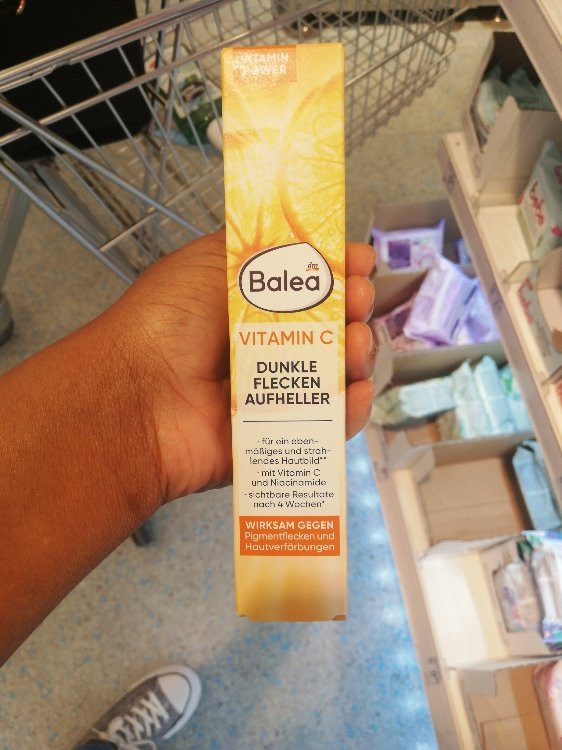 VITAMIN
POWER
dm
Balea
VITAMIN C
DUNKLE
FLECKEN
AUFHELLER
· für ein eben-
mäßiges und strah-
lendes Hautbild**
· mit Vitamin C
und Niacinamide
· sichtbare Resultate
nach 4 Wochen*
WIRKSAM GEGEN
Pigmentflecken und
Hautverfärbungen